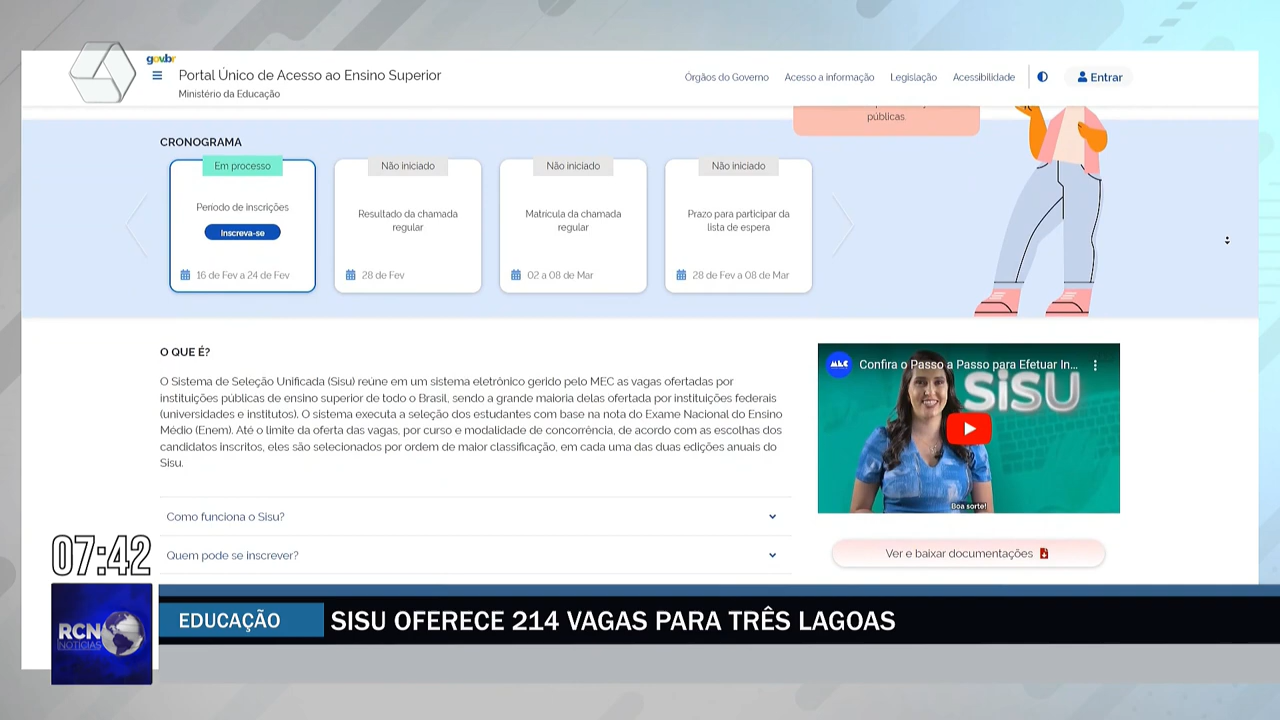 gov.br
Portal Único de Acesso ao Ensino Superior
Ministério da Educação
Órgãos do Governo
Acesso a informação
Legislação
Acessibilidade
Entrar
públicas
CRONOGRAMA
Em processo
Período de inscrições
Inscreva-se
16 de Fev a 24 de Fev
Não iniciado
Resultado da chamada
regular
28 de Fev
Não iniciado
Matrícula da chamada
regular
02 a 08 de Mar
Não iniciado
Prazo para participar da
lista de espera
28 de Fev a 08 de Mar
O QUE É?
O Sistema de Seleção Unificada (Sisu) reúne em um sistema eletrônico gerido pelo MEC as vagas ofertadas por
instituições públicas de ensino superior de todo o Brasil, sendo a grande maioria delas ofertada por instituições federais
(universidades e institutos). O sistema executa a seleção dos estudantes com base na nota do Exame Nacional do Ensino
Médio (Enem). Até o limite da oferta das vagas, por curso e modalidade de concorrência, de acordo com as escolhas dos
candidatos inscritos, eles são selecionados por ordem de maior classificação, em cada uma das duas edições anuais do
Sisu.
Como funciona o Sisu?
Quem pode se inscrever?
MEC
Confira o Passo a Passo para Efetuar In...
SiSU
Boa sorte!
Ver e baixar documentações
07:42
RCN
NOTÍCIAS
EDUCAÇÃO
SISU OFERECE 214 VAGAS PARA TRÊS LAGOAS